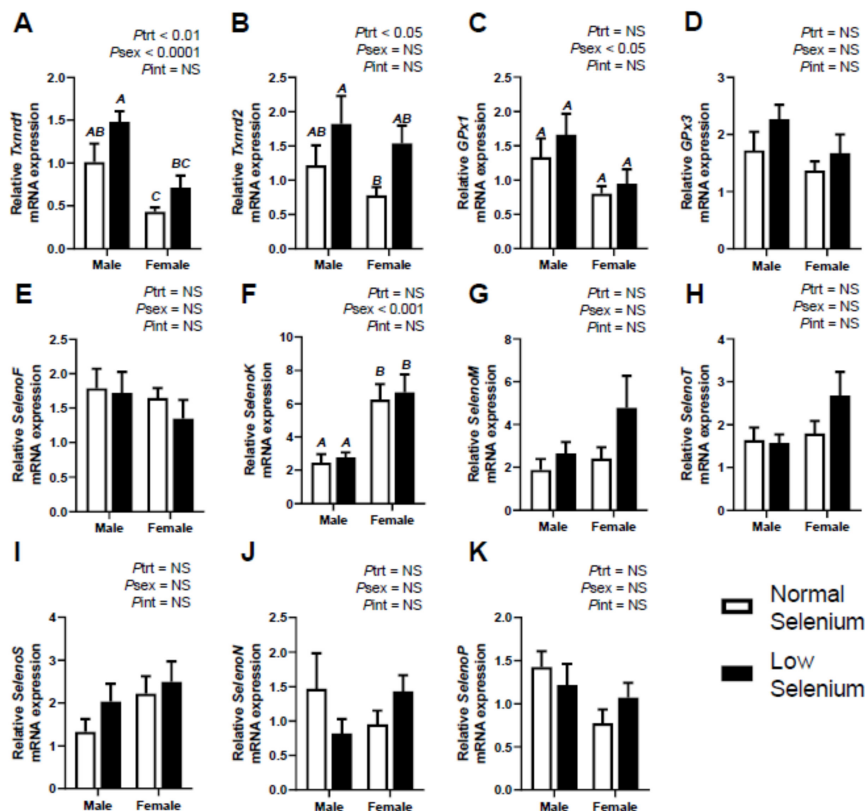 A
Ptrt < 0.01
Psex < 0.0001
Pint = NS
Relative Txnrd1
mRNA expression
2.0
1.5
1.0
0.5
0.0
AB
A
C
BC
Male
Female
B
Ptrt < 0.05
Psex = NS
Pint = NS
Relative Txnrd2
mRNA expression
2.5
2.0
1.5
1.0
0.5
0.0
AB
A
B
AB
Male
Female
C
Ptrt = NS
Psex < 0.05
Pint = NS
Relative GPx1
mRNA expression
2.5
2.0
1.5
1.0
0.5
0.0
A
A
A
A
Male
Female
D
Ptrt = NS
Psex = NS
Pint = NS
Relative GPX3
mRNA expression
3
2
1
0
Male
Female
E
Ptrt = NS
Psex = NS
Pint = NS
Relative SelenoF
mRNA expression
2.5
2.0
1.5
1.0
0.5
0.0
Male
Female
F
Ptrt = NS
Psex < 0.001
Pint = NS
Relative SelenoK
mRNA expression
10
8
6
4
2
0
A
A
B
B
Male
Female
G
Ptrt = NS
Psex = NS
Pint = NS
Relative SelenoM
mRNA expression
8
6
4
2
0
Male
Female
H
Ptrt = NS
Psex = NS
Pint = NS
Relative SelenoT
mRNA expression
4
3
2
1
0
Male
Female
I
Ptrt = NS
Psex = NS
Pint = NS
Relative SelenoS
mRNA expression
4
3
2
1
0
Male
Female
J
Ptrt = NS
Psex = NS
Pint = NS
Relative SelenoN
mRNA expression
2.5
2.0
1.5
1.0
0.5
0.0
Male
Female
K
Ptrt = NS
Psex = NS
Pint = NS
Relative SelenoP
mRNA expression
2.0
1.5
1.0
0.5
0.0
Male
Female
Normal
Selenium
Low
Selenium